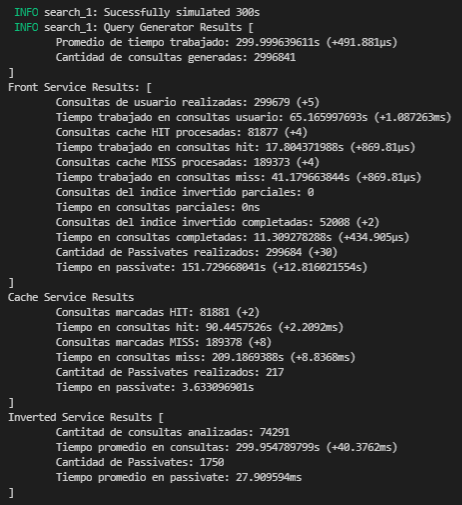 INFO search_1: Sucessfully simulated 300s
INFO search_1: Query Generator Results [
Promedio de tiempo trabajado: 299.999639611s (+491.881µs)
Cantidad de consultas generadas: 2996841
]
Front Service Results: [
Consultas de usuario realizadas: 299679 (+5)
Tiempo trabajado en consultas usuario: 65.165997693s (+1.087263ms)
Consultas cache HIT procesadas: 81877 (+4)
Tiempo trabajado en consultas hit: 17.804371988s (+869.81µs)
Consultas cache MISS procesadas: 189373 (+4)
Tiempo trabajado en consultas miss: 41.179663844s (+869.81µs)
Consultas del indice invertido parciales: 0
Tiempo en consultas parciales: 0ns
Consultas del indice invertido completadas: 52008 (+2)
Tiempo en consultas completadas: 11.309278288s (+434.905µs)
Cantidad de Passivates realizados: 299684 (+30)
Tiempo en passivate: 151.729668041s (+12.816021554s)
]
Cache Service Results
Consultas marcadas HIT: 81881 (+2)
Tiempo en consultas hit: 90.4457526s (+2.2092ms)
Consultas marcadas MISS: 189378 (+8)
Tiempo en consultas miss: 209.1869388s (+8.8368ms)
Cantidad de Passivates realizados: 217
Tiempo en passivate: 3.633096901s
]
Inverted Service Results [
Cantitad de consultas analizadas: 74291
Tiempo promedio en consultas: 299.954789799s (+40.3762ms)
Cantidad de Passivates: 1750
Tiempo promedio en passivate: 27.909594ms
]